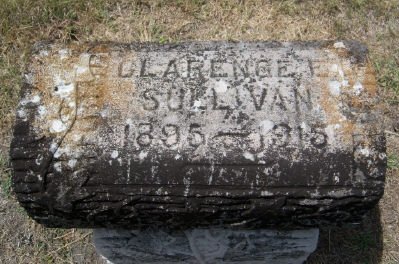 CLARENCE F
SULLIVAN
1895 – 1915